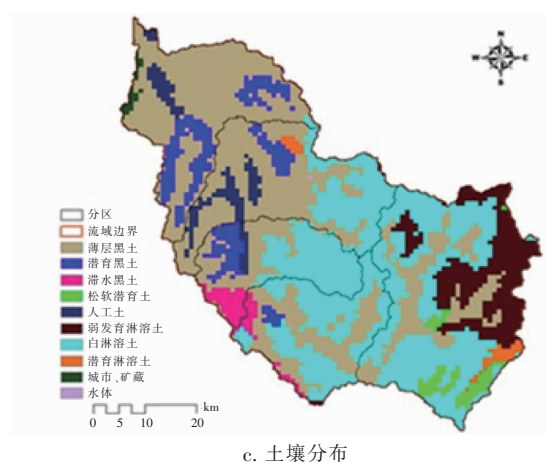 N
W E
S
分区
流域边界
薄层黑土
潜育黑土
滞水黑土
松软潜育土
人工土
弱发育淋溶土
白淋溶土
潜育淋溶土
城市、矿藏
水体
km
0 5 10 20
c. 土壤分布